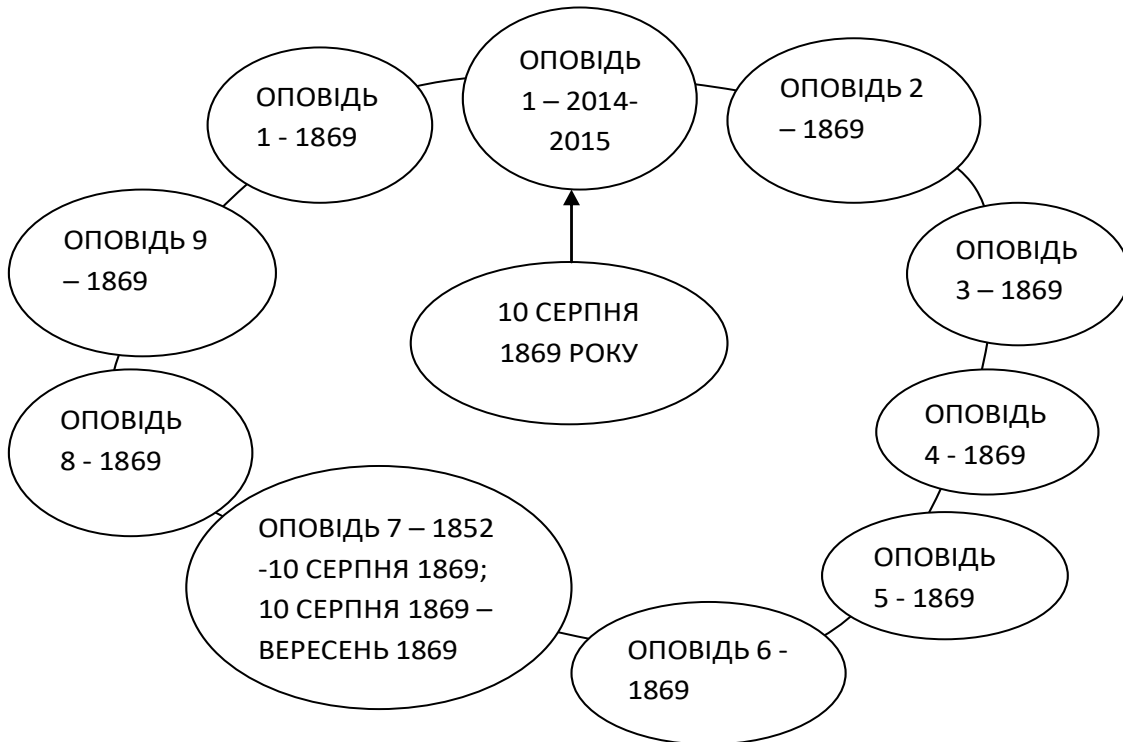 ОПОВІДЬ
1 – 2014-
2015
ОПОВІДЬ 2
– 1869
ОПОВІДЬ
3 – 1869
ОПОВІДЬ
4 - 1869
ОПОВІДЬ
5 - 1869
ОПОВІДЬ 6 -
1869
ОПОВІДЬ 7 – 1852
-10 СЕРПНЯ 1869;
10 СЕРПНЯ 1869 –
ВЕРЕСЕНЬ 1869
ОПОВІДЬ
8 - 1869
ОПОВІДЬ 9
– 1869
ОПОВІДЬ
1 - 1869
10 СЕРПНЯ
1869 РОКУ